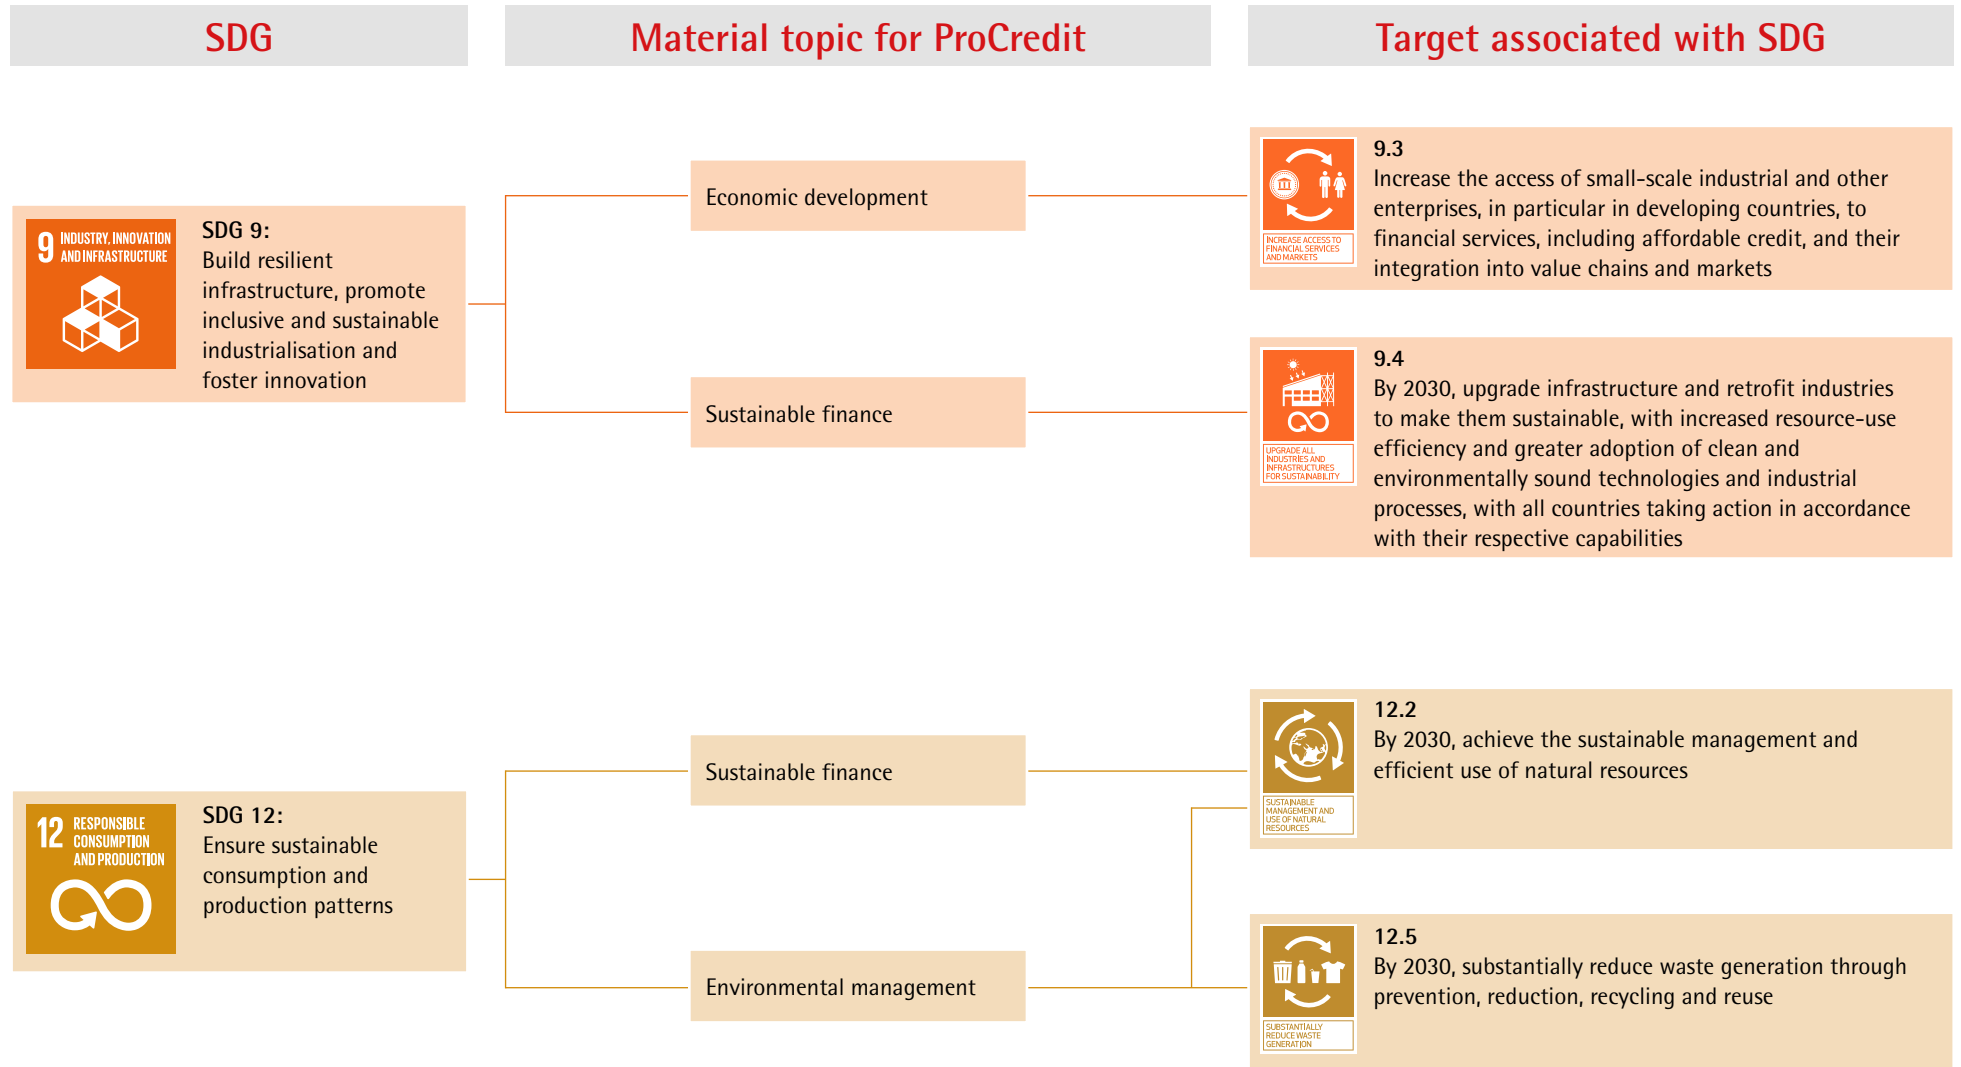 SDG
Material topic for ProCredit
Target associated with SDG
9 INDUSTRY, INNOVATION
AND INFRASTRUCTURE
SDG 9:
Build resilient
infrastructure, promote
inclusive and sustainable
industrialisation and
foster innovation
Economic development
Sustainable finance
INCREASE ACCESS TO
FINANCIAL SERVICES
AND MARKETS
9.3
Increase the access of small-scale industrial and other
enterprises, in particular in developing countries, to
financial services, including affordable credit, and their
integration into value chains and markets
UPGRADE ALL
INDUSTRIES AND
INFRASTRUCTURES
FOR SUSTAINABILITY
9.4
By 2030, upgrade infrastructure and retrofit industries
to make them sustainable, with increased resource-use
efficiency and greater adoption of clean and
environmentally sound technologies and industrial
processes, with all countries taking action in accordance
with their respective capabilities
12 RESPONSIBLE
CONSUMPTION
AND PRODUCTION
SDG 12:
Ensure sustainable
consumption and
production patterns
Sustainable finance
Environmental management
SUSTAINABLE
MANAGEMENT AND
USE OF NATURAL
RESOURCES
12.2
By 2030, achieve the sustainable management and
efficient use of natural resources
SUBSTANTIALLY
REDUCE WASTE
GENERATION
12.5
By 2030, substantially reduce waste generation through
prevention, reduction, recycling and reuse